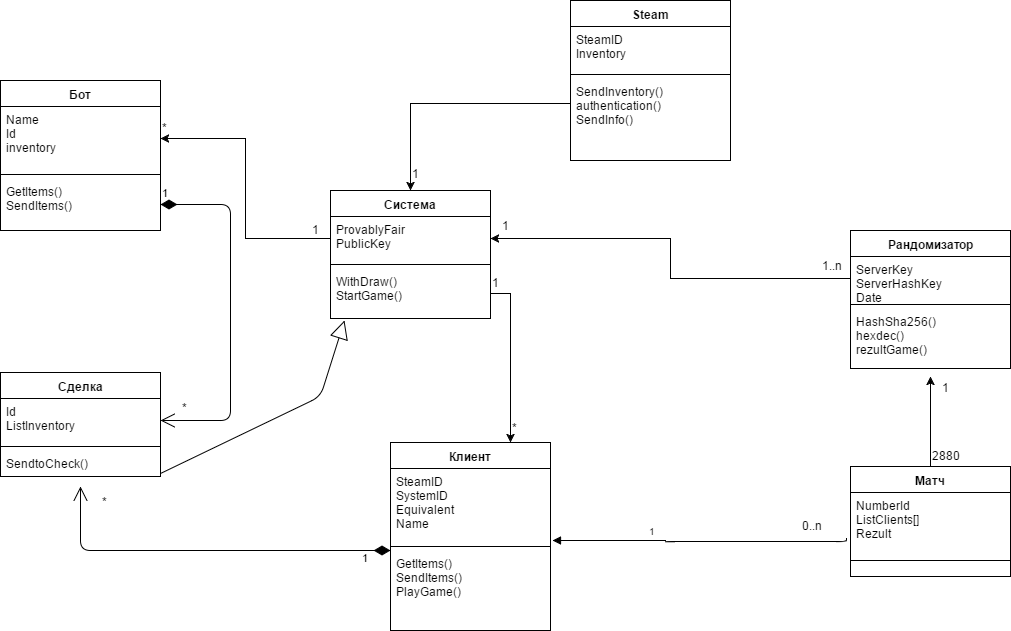 Steam
SteamID
Inventory
SendInventory()
authentication()
SendInfo()
Бот
Name
Id
inventory
GetItems()
SendItems()
*
1
1
Система
ProvablyFair
PublicKey
WithDraw()
StartGame()
1
1
1
1..n
Рандомизатор
ServerKey
ServerHashKey
Date
HashSha256()
hexdec()
rezultGame()
1
2880
Сделка
Id
ListInventory
SendtoCheck()
*
*
1
*
Клиент
SteamID
SystemID
Equivalent
Name
GetItems()
SendItems()
PlayGame()
1
0..n
Матч
NumberId
ListClients[]
Rezult